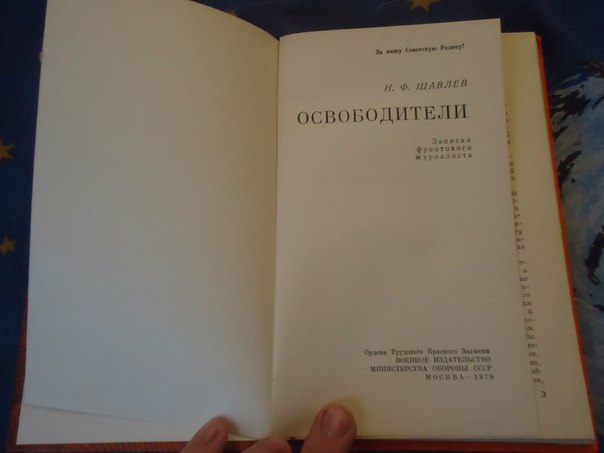 За нашу Советскую Родину!
Н. Ф. ШАВЛЕВ
ОСВОБОДИТЕЛИ
Записки
фронтового
журналиста
Ордена Трудового Красного Знамени
ВОЕННОЕ ИЗДАТЕЛЬСТВО
МИНИСТЕРСТВА ОБОРОНЫ СССР
МОСКВА — 1978
3